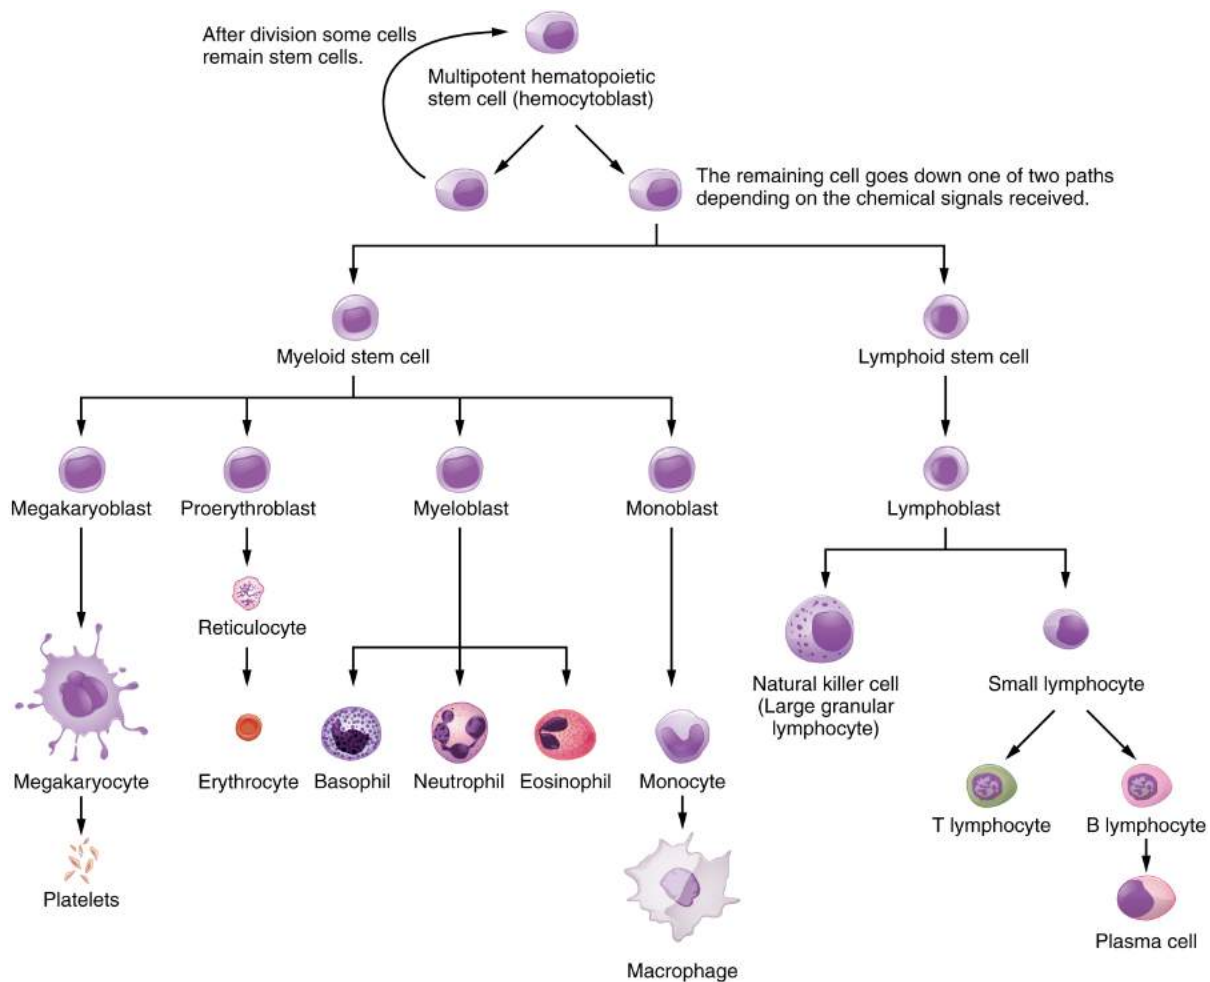 After division some cells
remain stem cells.
Multipotent hematopoietic
stem cell (hemocytoblast)
The remaining cell goes down one of two paths
depending on the chemical signals received.
Myeloid stem cell
Lymphoid stem cell
Megakaryoblast
Proerythroblast
Myeloblast
Monoblast
Lymphoblast
Reticulocyte
Natural killer cell
(Large granular
lymphocyte)
Small lymphocyte
Megakaryocyte
Erythrocyte
Basophil
Neutrophil
Eosinophil
Monocyte
T lymphocyte
B lymphocyte
Platelets
Plasma cell
Macrophage